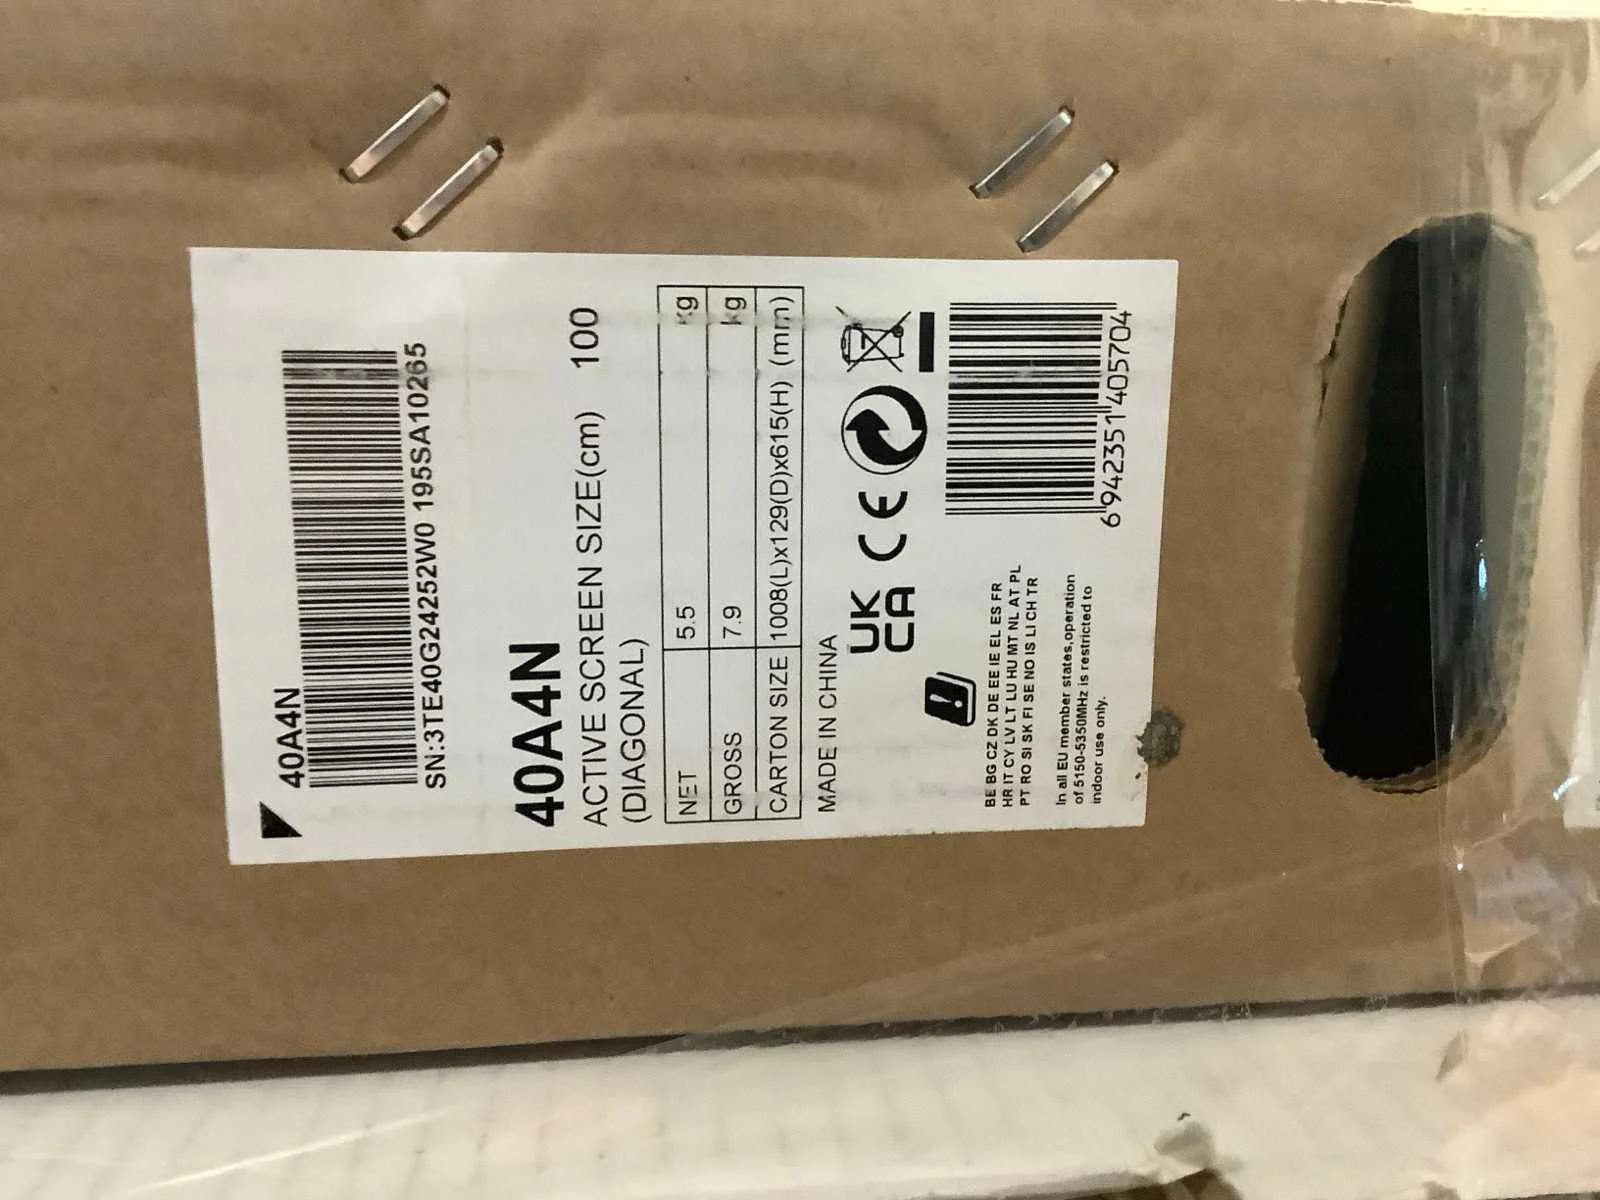 40A4N
SN:3TE40G24252W0 195SA10265
40A4N
ACTIVE SCREEN SIZE(cm) 100
(DIAGONAL)
NET 5.5 kg
GROSS 7.9 kg
CARTON SIZE 1008(L)x129(D)x615(H) (mm)
MADE IN CHINA
UK
CA CE
BE BG CZ DK DE EE IE EL ES FR
HR IT CY LV LT LU HU MT NL AT PL
PT RO SI SK FI SE NO IS LI CH TR
In all EU member states,operation
of 5150-5350MHz is restricted to
indoor use only.
6 942351 405704